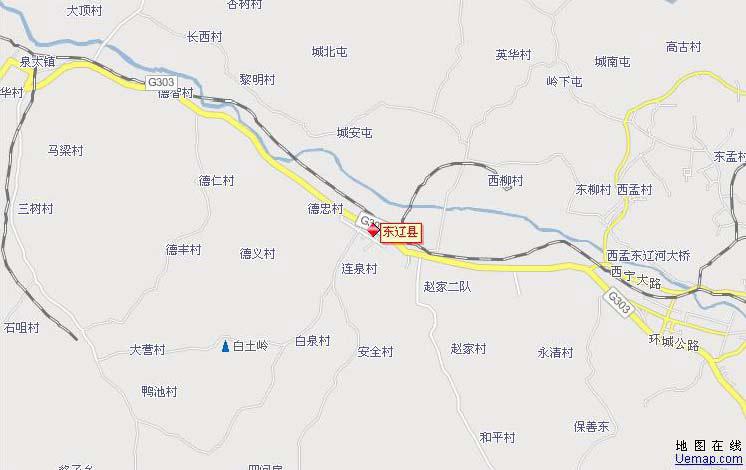 大顶村
杏树村
长西村
城北屯
英华村
城南屯
高古村
泉太镇
G303
黎明村
岭下屯
华村
德智村
城安屯
马梁村
东孟村
德仁村
西柳村
东柳村
西孟村
三树村
德忠村
东辽县
德丰村
德义村
连泉村
西孟东辽河大桥
西宁大路
赵家二队
G303
石咀村
大营村
白土岭
白泉村
安全村
赵家村
永清村
环城公路
鸭池村
保善东
和平村
地图在线
Uemap.com